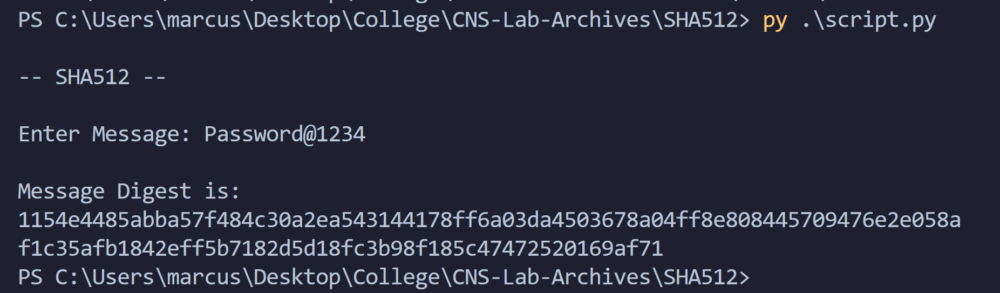 PS C:\Users\marcus\Desktop\College\CNS-Lab-Archives\SHA512> py .\script.py
-- SHA512 --
Enter Message: Password@1234
Message Digest is:
1154e4485abba57f484c30a2ea543144178ff6a03da4503678a04ff8e808445709476e2e058a
f1c35afb1842eff5b7182d5d18fc3b98f185c47472520169af71
PS C:\Users\marcus\Desktop\College\CNS-Lab-Archives\SHA512>